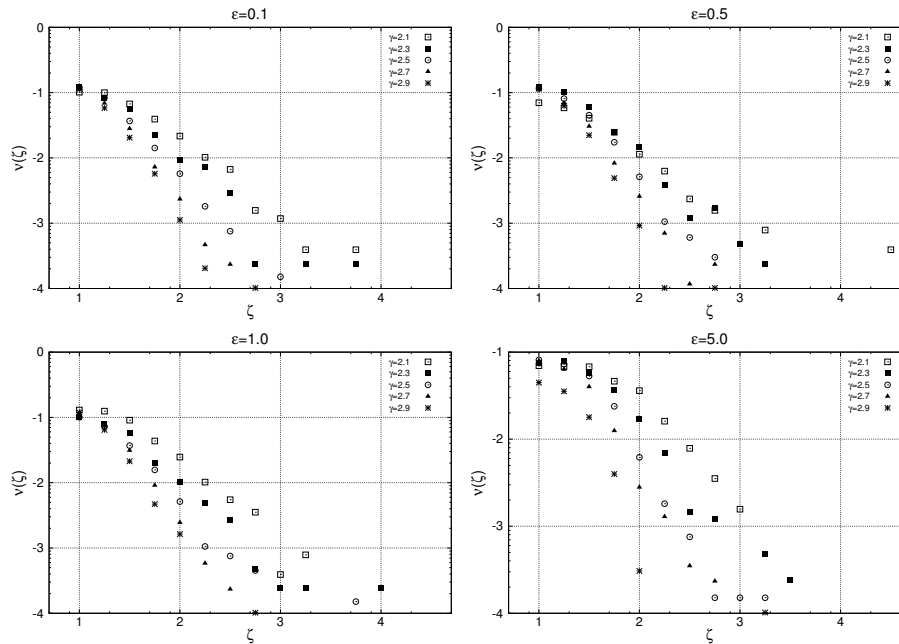 ε=0.1
0
-1
-2
-3
-4
1 2 3 4
ν(ζ)
ζ
γ=2.1
γ=2.3
γ=2.5
γ=2.7
γ=2.9
ε=0.5
0
-1
-2
-3
-4
1 2 3 4
ν(ζ)
ζ
γ=2.1
γ=2.3
γ=2.5
γ=2.7
γ=2.9
ε=1.0
0
-1
-2
-3
-4
1 2 3 4
ν(ζ)
ζ
γ=2.1
γ=2.3
γ=2.5
γ=2.7
γ=2.9
ε=5.0
-1
-2
-3
-4
1 2 3 4
ν(ζ)
ζ
γ=2.1
γ=2.3
γ=2.5
γ=2.7
γ=2.9